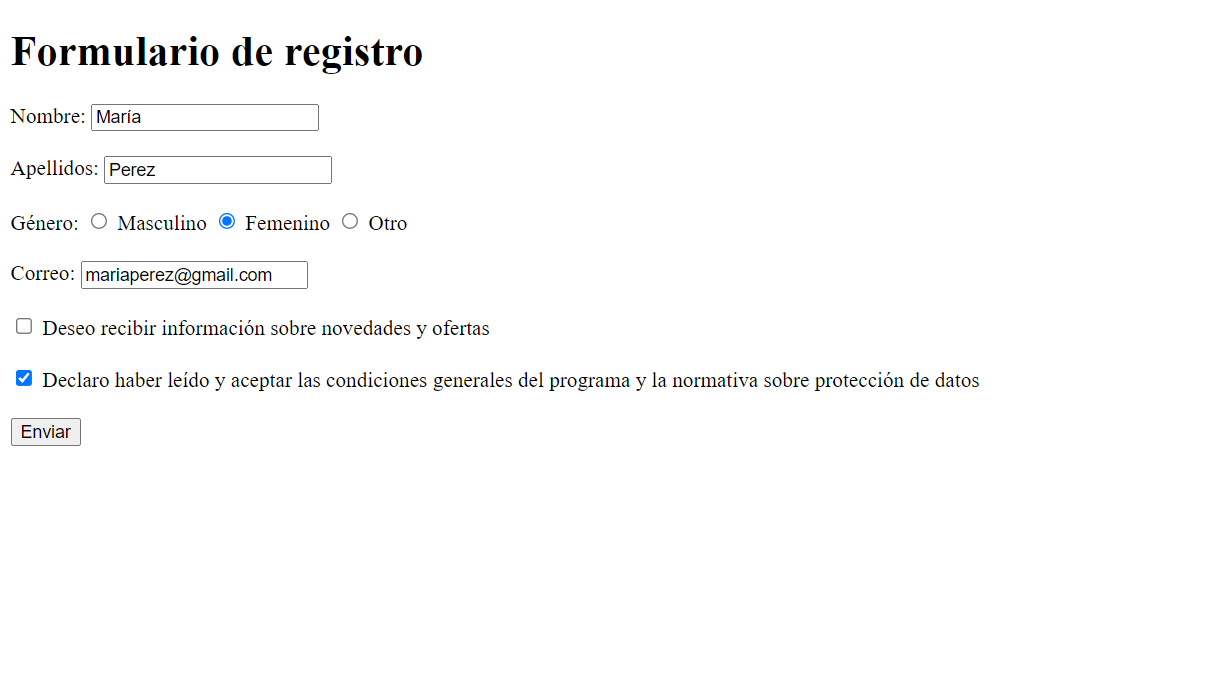 Formulario de registro
Nombre: María
Apellidos: Perez
Género: Masculino Femenino Otro
Correo: mariaperez@gmail.com
Deseo recibir información sobre novedades y ofertas
Declaro haber leído y aceptar las condiciones generales del programa y la normativa sobre protección de datos
Enviar